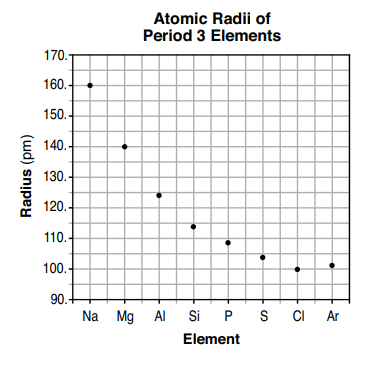 Atomic Radii of
Period 3 Elements
Radius (pm)
170.
160.
150.
140.
130.
120.
110.
100.
90.
Na Mg Al Si P S Cl Ar
Element